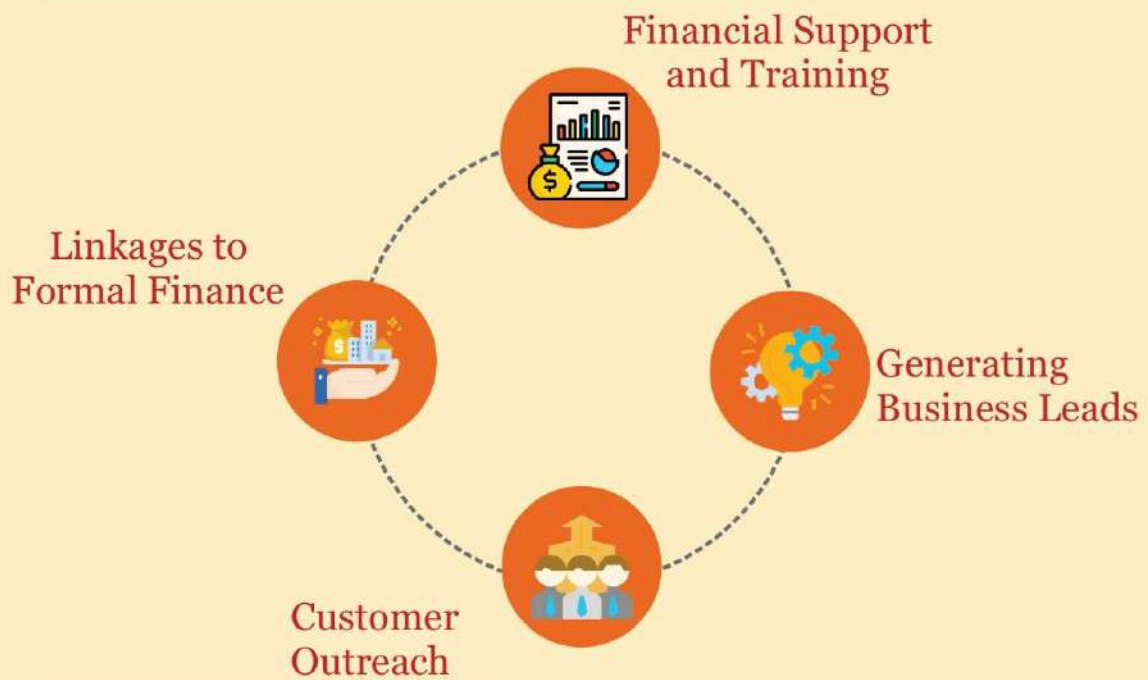 Financial Support
and Training
Linkages to
Formal Finance
Generating
Business Leads
Customer
Outreach
$
$